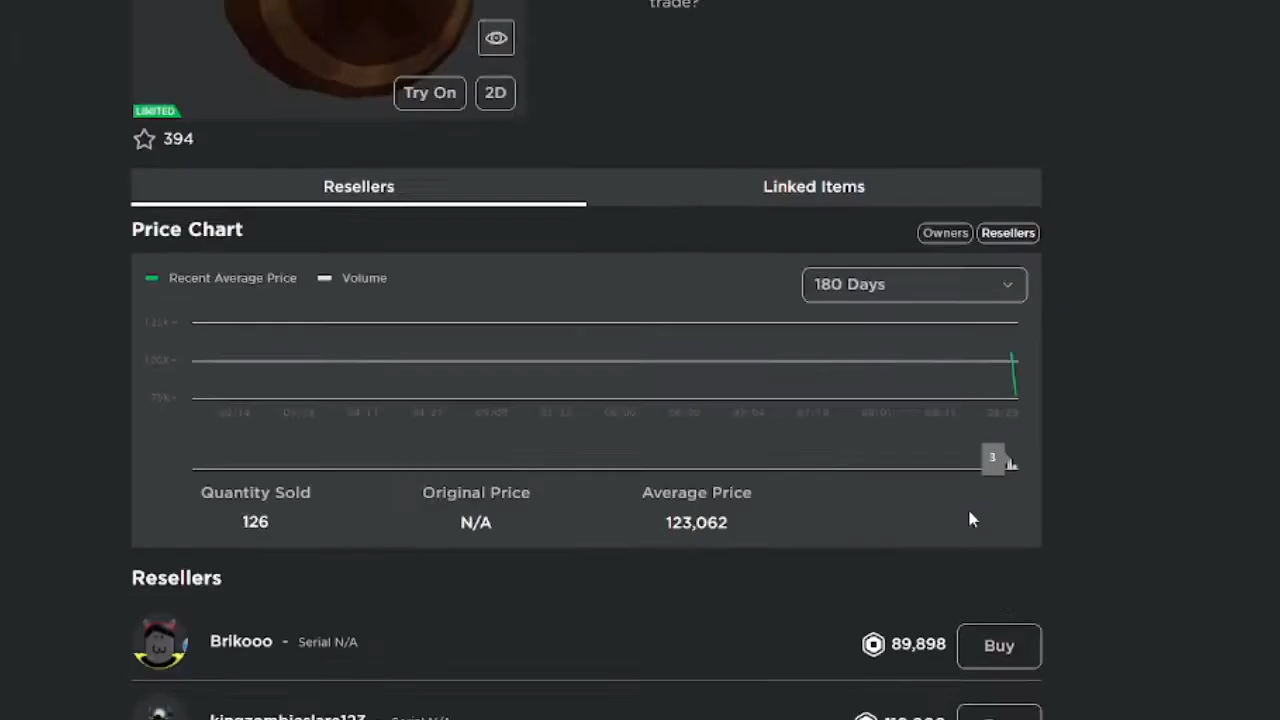 trade?
Try On
2D
LIMITED
394
Resellers
Linked Items
Price Chart
Owners
Resellers
Recent Average Price
Volume
180 Days
3
Quantity Sold
Original Price
Average Price
126
N/A
123,062
Resellers
Brikooo - Serial N/A
89,898
Buy